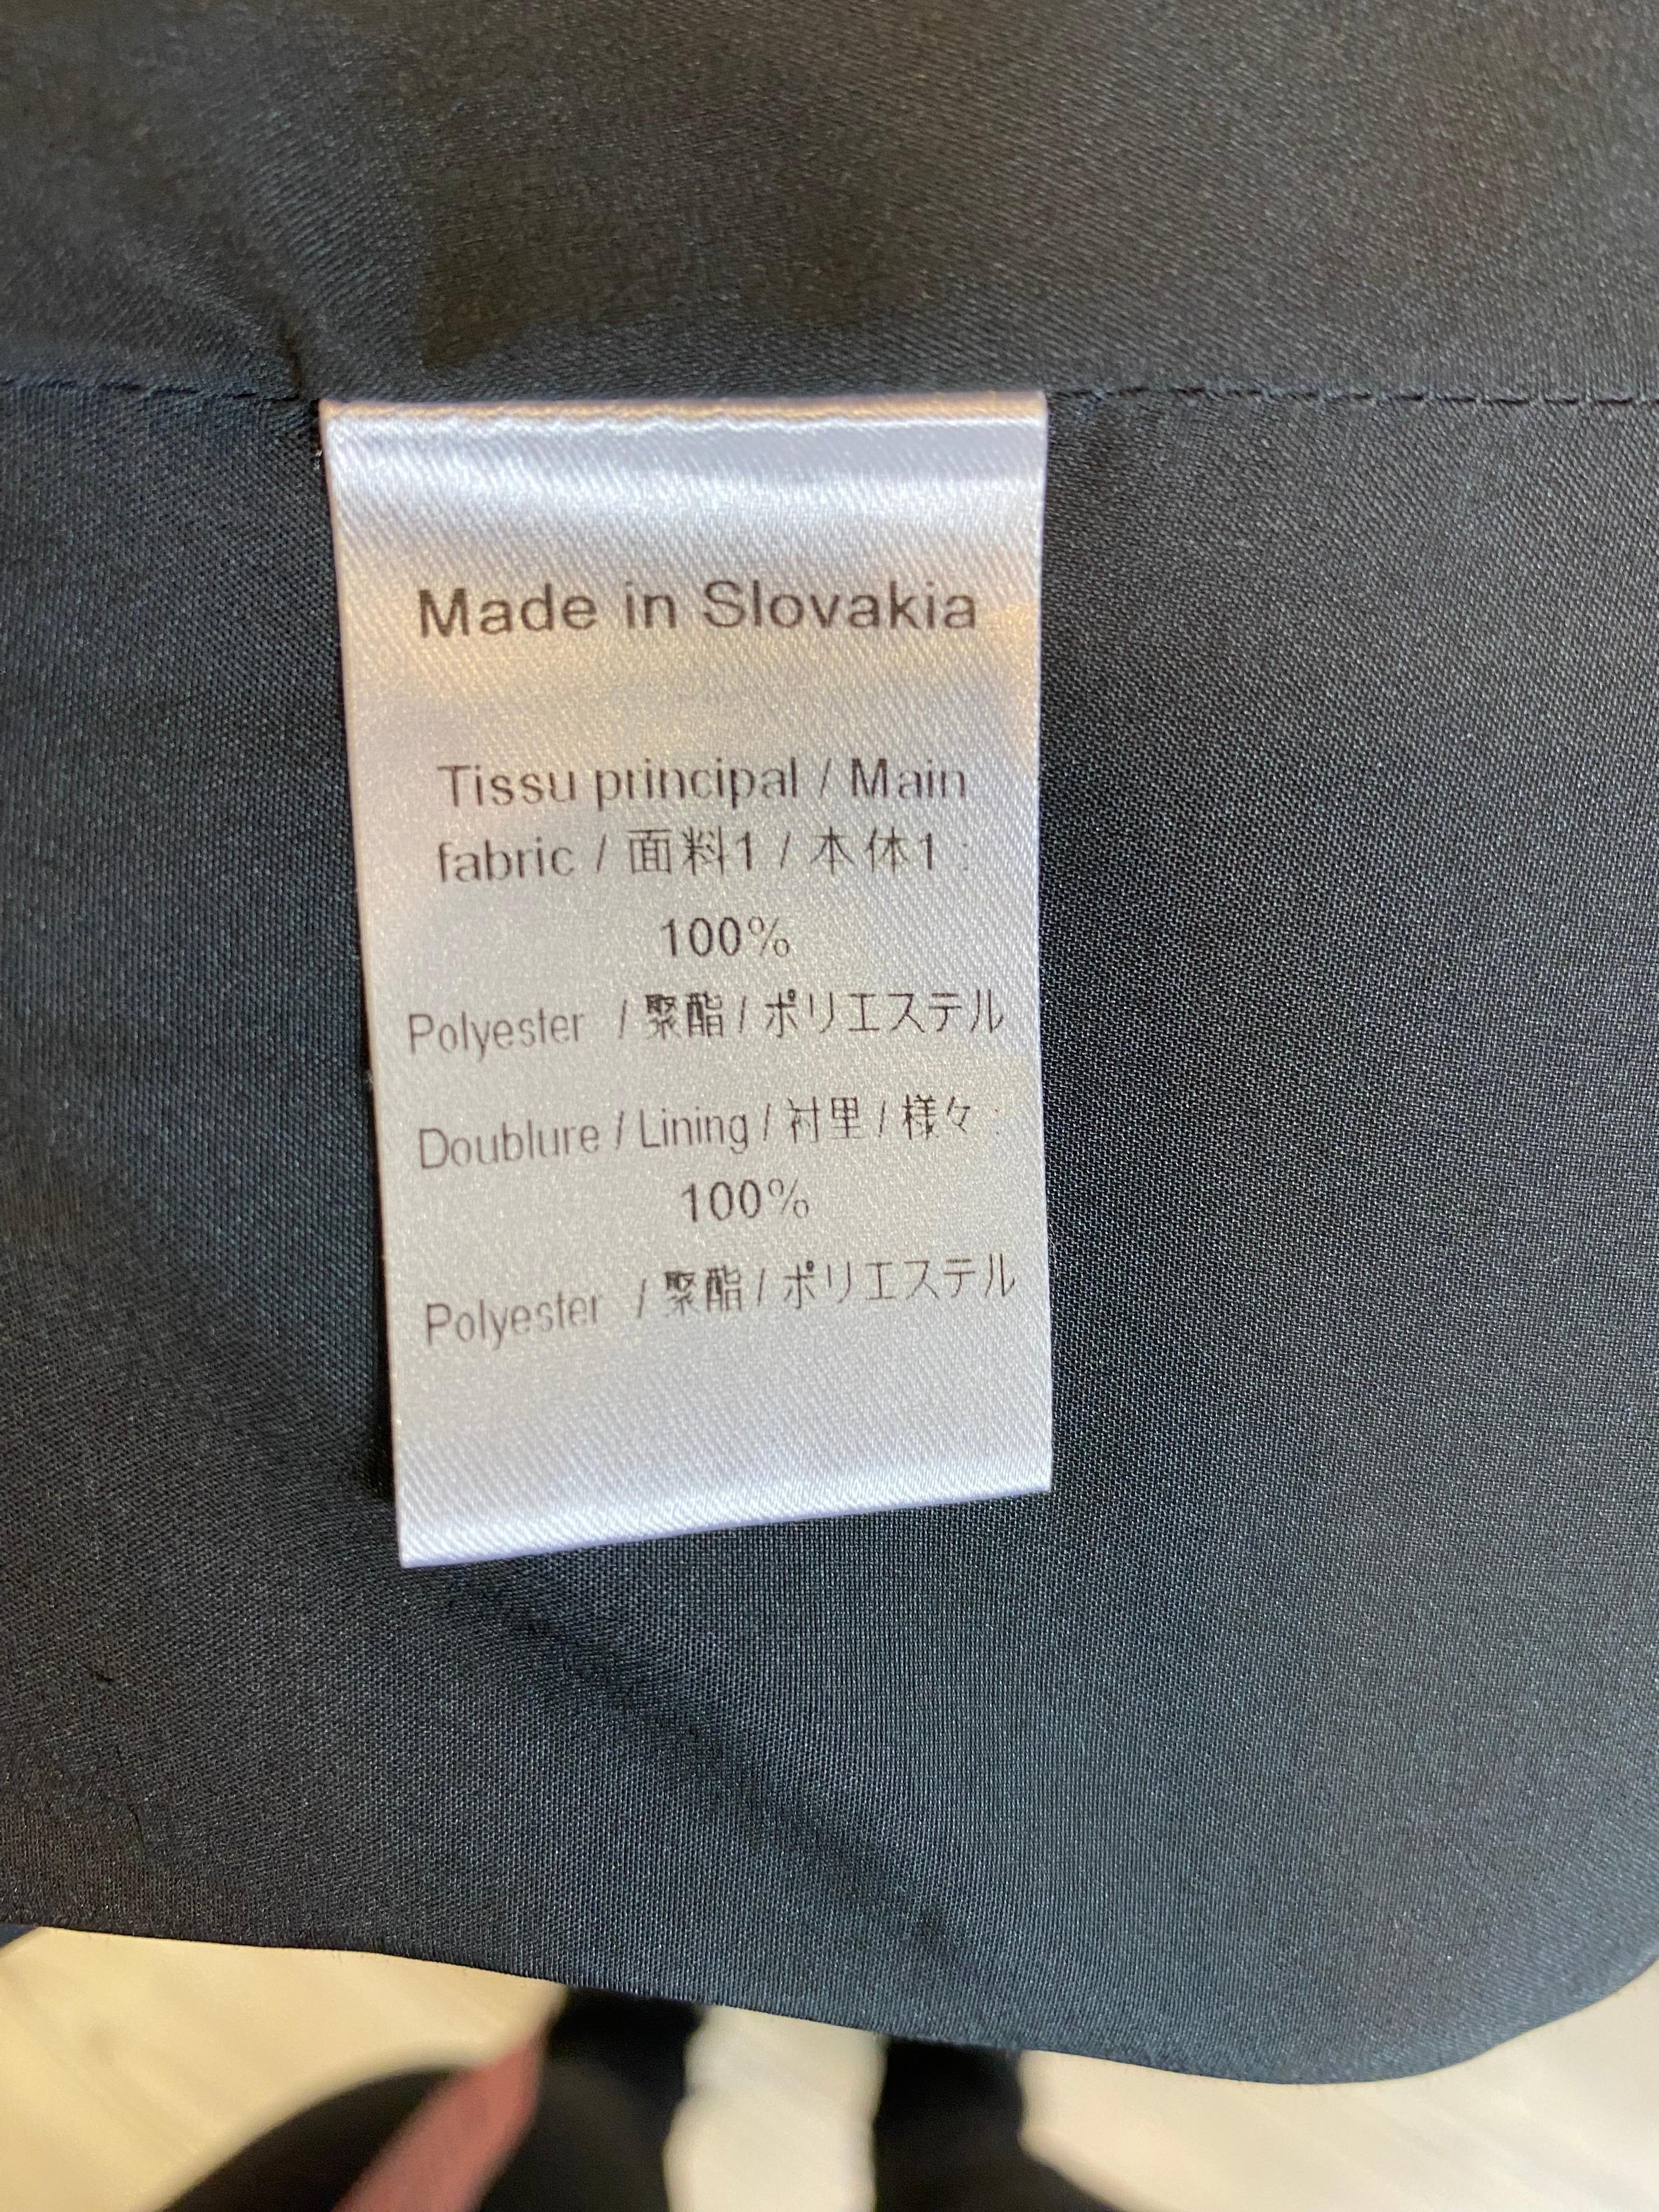 Made in Slovakia
Tissu principal / Main
fabric / 面料1 / 本体1 :
100%
Polyester / 聚酯 / ポリエステル
Doublure / Lining / 衬里 / 様々 :
100%
Polyester / 聚酯 / ポリエステル